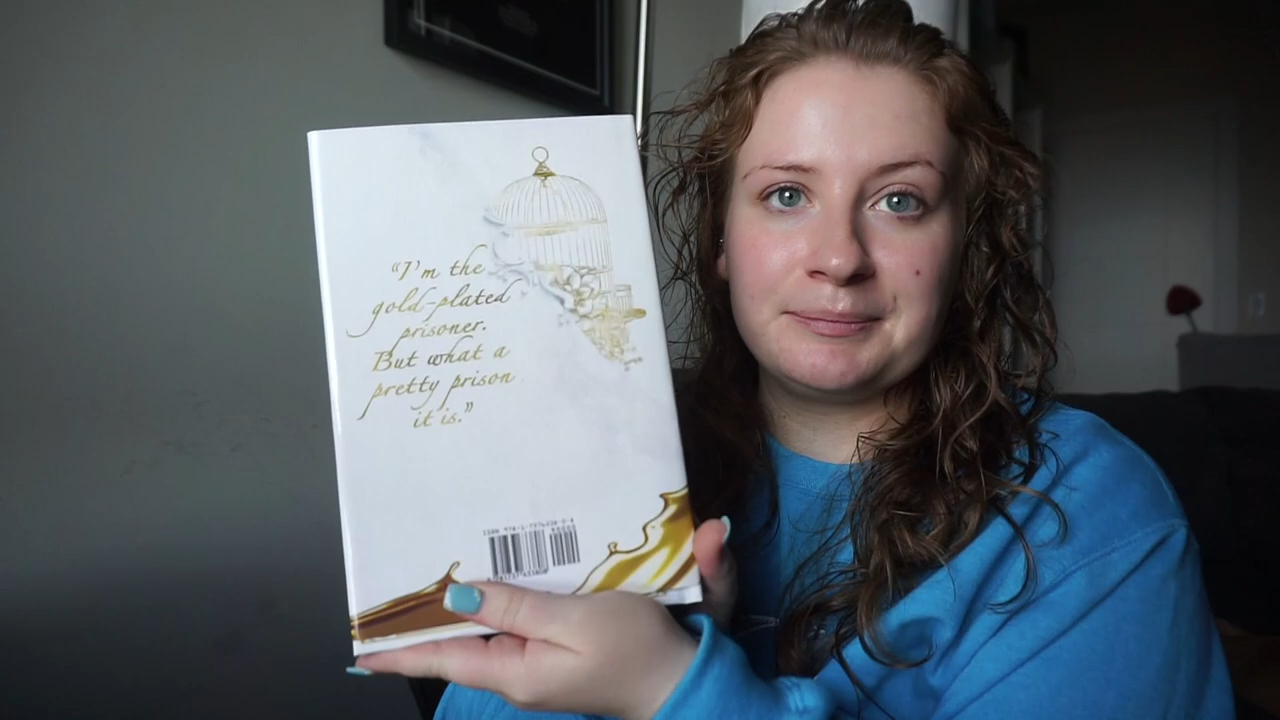 “I’m the
gold-plated
prisoner.
But what a
pretty prison
it is.”